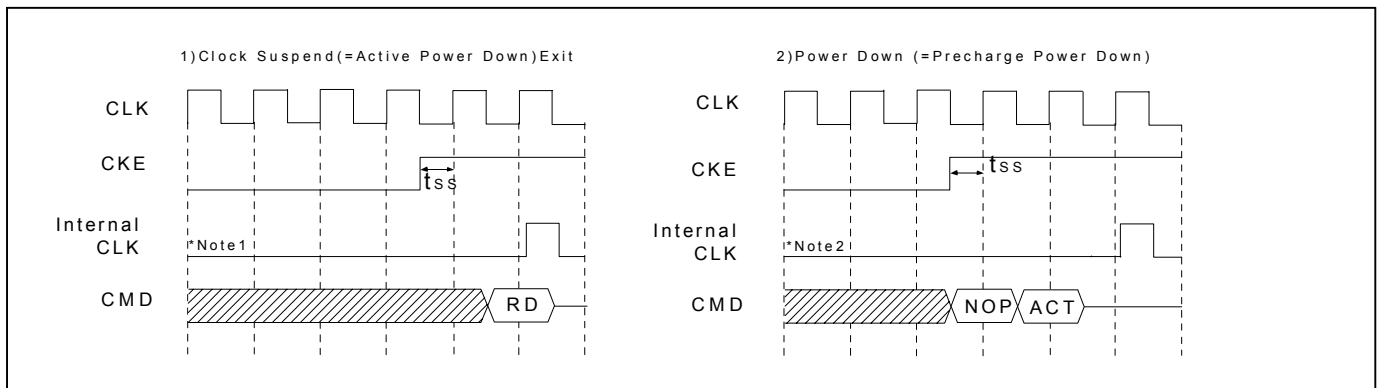 1)Clock Suspend(=Active Power Down)Exit
CLK
CKE
tss
Internal
CLK
*Note1
CMD
RD
2)Power Down (=Precharge Power Down)
CLK
CKE
tss
Internal
CLK
*Note2
CMD
NOP
ACT